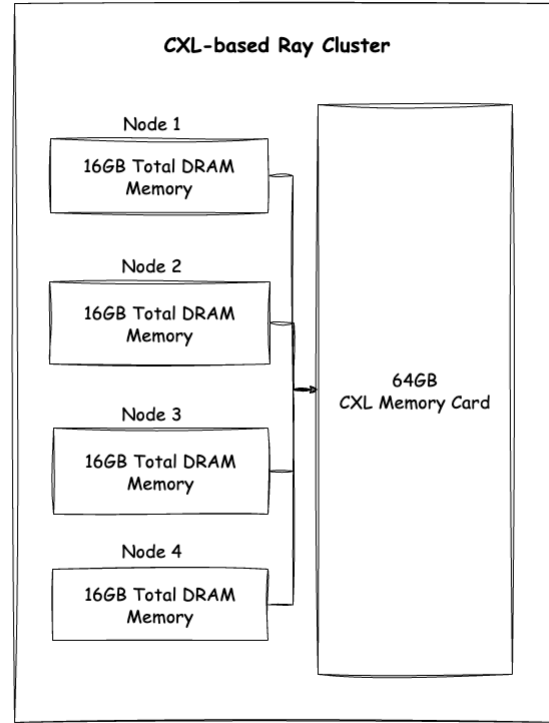 CXL-based Ray Cluster
Node 1
16GB Total DRAM
Memory
Node 2
16GB Total DRAM
Memory
Node 3
16GB Total DRAM
Memory
Node 4
16GB Total DRAM
Memory
64GB
CXL Memory Card